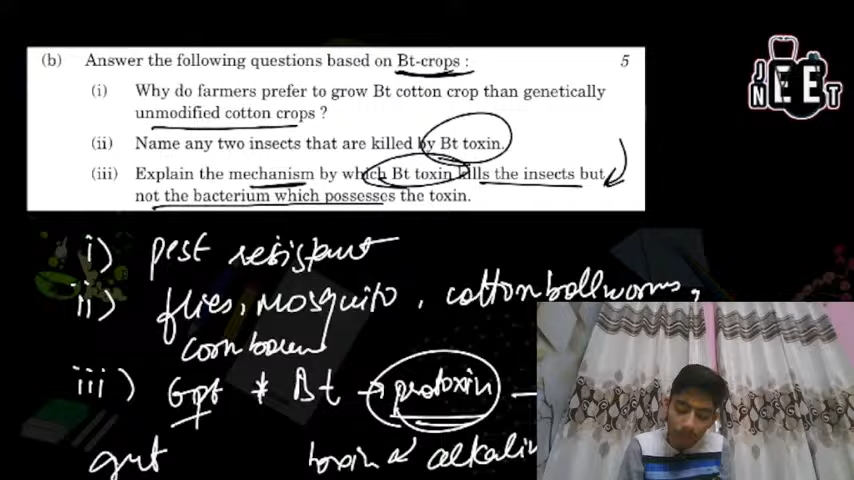 (b) Answer the following questions based on Bt-crops : 5
(i) Why do farmers prefer to grow Bt cotton crop than genetically
unmodified cotton crops ?
(ii) Name any two insects that are killed by Bt toxin.
(iii) Explain the mechanism by which Bt toxin kills the insects but
not the bacterium which possesses the toxin.
J
NEET
i) pest resistant
ii) flies, mosquito, cotton bollworms,
corn borers
iii) * Bt → protoxin
gut toxin alkalin